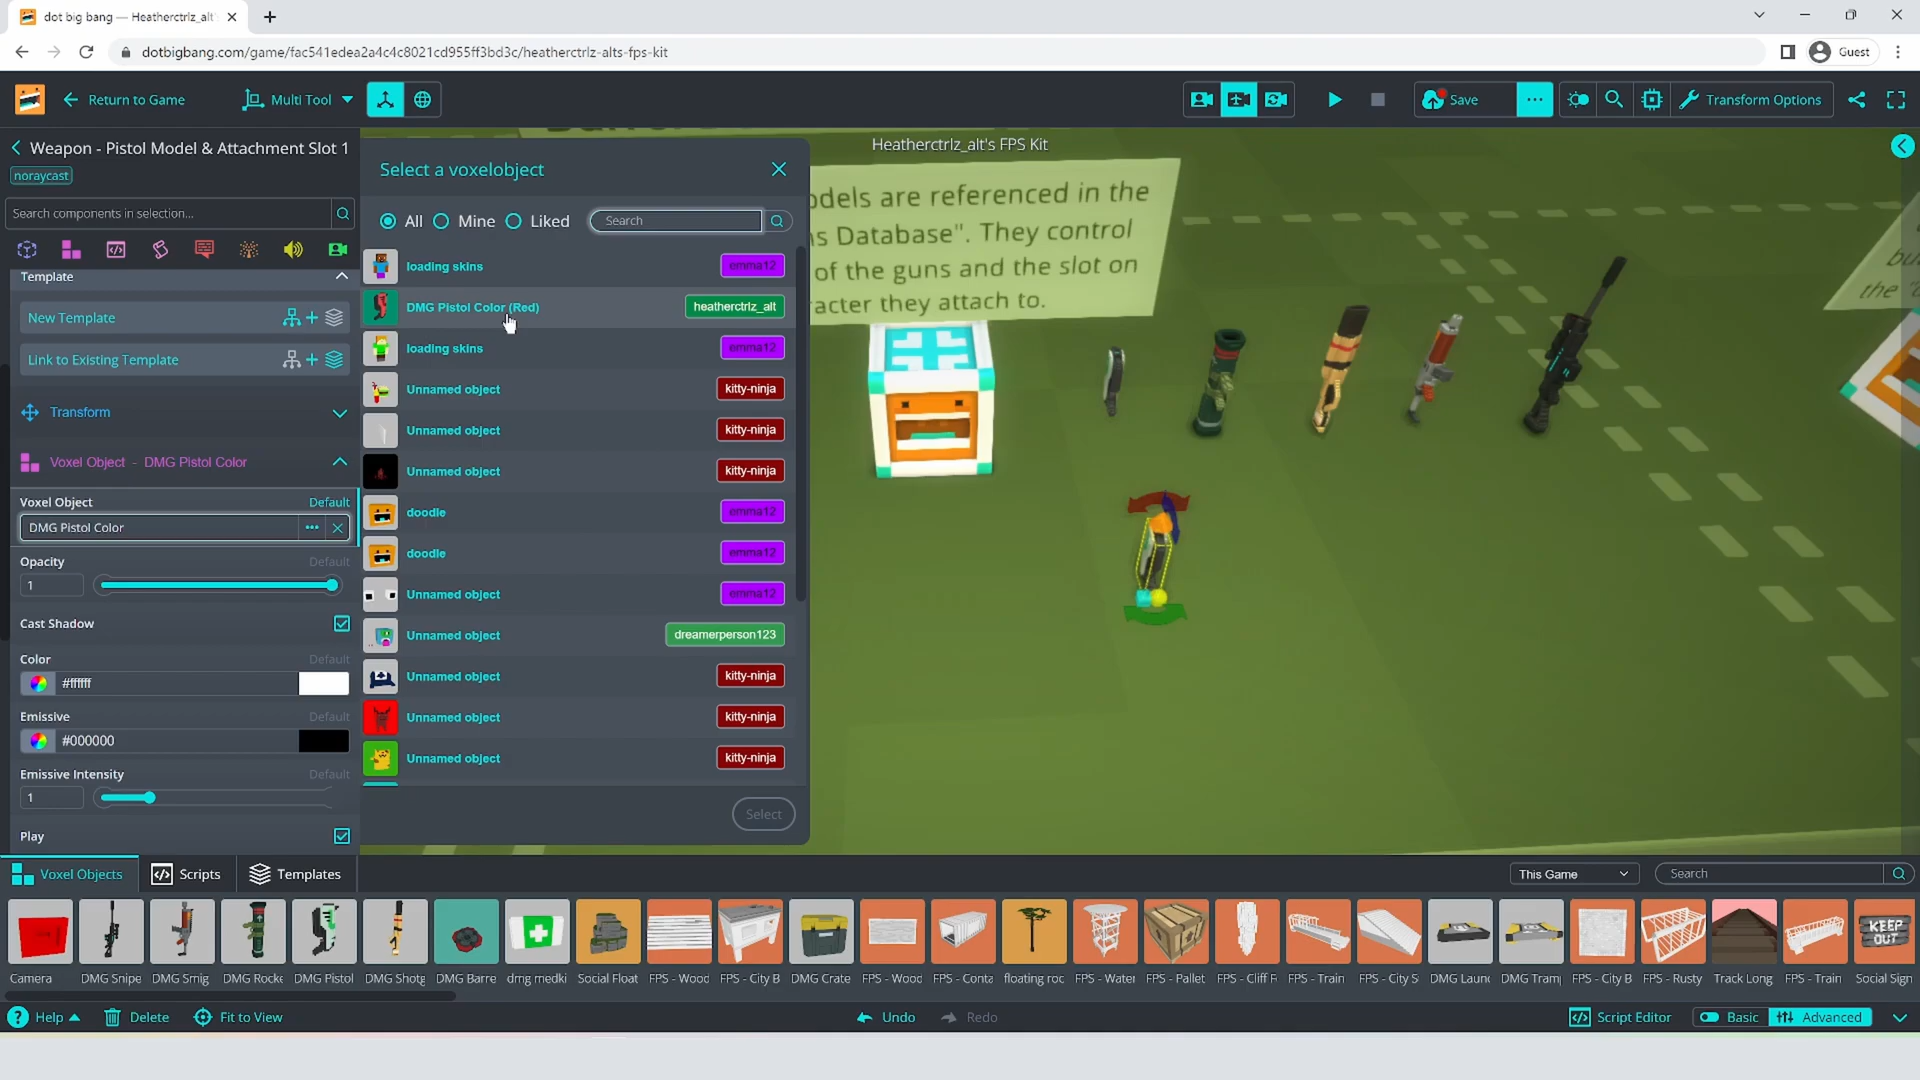 dot big bang — Heatherctrlz_alt'
dotbigbang.com/game/fac541edea2a4c4c8021cd955ff3bd3c/heatherctrlz-alts-fps-kit
Guest
Return to Game
Multi Tool
Save
Transform Options
Weapon - Pistol Model & Attachment Slot 1
noraycast
Search components in selection...
Template
New Template
Link to Existing Template
Transform
Voxel Object - DMG Pistol Color
Voxel Object
Default
DMG Pistol Color
Opacity
Default
1
Cast Shadow
Color
Default
#ffffff
Emissive
Default
#000000
Emissive Intensity
Default
1
Play
Select a voxelobject
All
Mine
Liked
Search
loading skins
emma12
DMG Pistol Color (Red)
heatherctrlz_alt
loading skins
emma12
Unnamed object
kitty-ninja
Unnamed object
kitty-ninja
Unnamed object
kitty-ninja
doodle
emma12
doodle
emma12
Unnamed object
emma12
Unnamed object
dreamerperson123
Unnamed object
kitty-ninja
Unnamed object
kitty-ninja
Unnamed object
kitty-ninja
Select
Heatherctrlz_alt's FPS Kit
odels are referenced in the
s Database". They control
of the guns and the slot on
racter they attach to.
the
Voxel Objects
Scripts
Templates
This Game
Search
Camera
DMG Snipe
DMG Smig
DMG Rocke
DMG Pistol
DMG Shotg
DMG Barre
dmg medki
Social Float
FPS - Wood
FPS - City B
DMG Crate
FPS - Wood
FPS - Conta
floating roc
FPS - Water
FPS - Pallet
FPS - Cliff F
FPS - Train
FPS - City S
DMG Laun
DMG Tram
FPS - City B
FPS - Rusty
Track Long
FPS - Train
KEEP
OUT
Social Sign
Help
Delete
Fit to View
Undo
Redo
Script Editor
Basic
Advanced